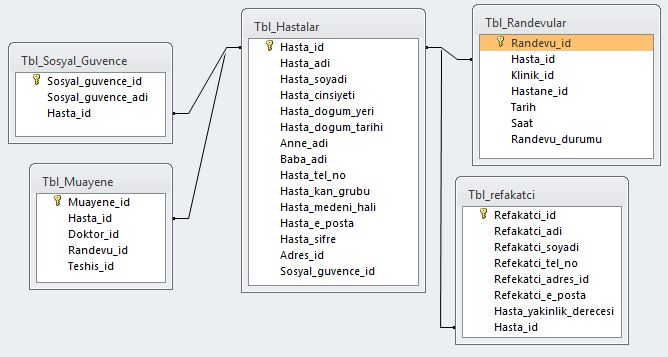 Tbl_Sosyal_Guvence
Sosyal_guvence_id
Sosyal_guvence_adi
Hasta_id
Tbl_Muayene
Muayene_id
Hasta_id
Doktor_id
Randevu_id
Teshis_id
Tbl_Hastalar
Hasta_id
Hasta_adi
Hasta_soyadi
Hasta_cinsiyeti
Hasta_dogum_yeri
Hasta_dogum_tarihi
Anne_adi
Baba_adi
Hasta_tel_no
Hasta_kan_grubu
Hasta_medeni_hali
Hasta_e_posta
Hasta_sifre
Adres_id
Sosyal_guvence_id
Tbl_Randevular
Randevu_id
Hasta_id
Klinik_id
Hastane_id
Tarih
Saat
Randevu_durumu
Tbl_refakatci
Refakatci_id
Refakatci_adi
Refakatci_soyadi
Refakatci_tel_no
Refakatci_adres_id
Refakatci_e_posta
Hasta_yakinlik_derecesi
Hasta_id